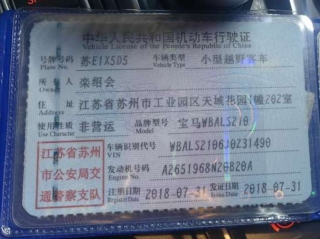 中华人民共和国机动车行驶证
Vehicle License of the People's Republic of China
号牌号码 苏E1X5D5 车辆类型 小型越野客车
Plate No. Vehicle Type
所有人 栾绍会
Owner
住址 江苏省苏州市工业园区天域花园1幢202室
Address
使用性质 非营运 品牌型号 宝马WBALS210
Use Character Model
江苏省苏州
市公安局交
通警察支队
车辆识别代号 WBALS2106J0Z31490
VIN
发动机号码 A2651968N20B20A
Engine No.
注册日期 2018-07-31 发证日期 2018-07-31
Register Date Issue Date